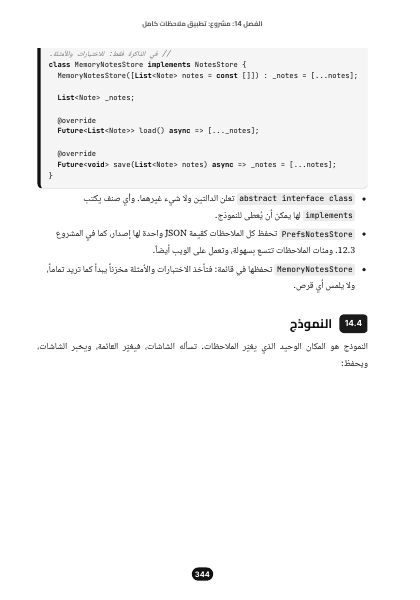 الفصل 14: مشروع: تطبيق ملاحظات كامل
// في الذاكرة فقط: للاختبارات والأمثلة.
class MemoryNotesStore implements NotesStore {
  MemoryNotesStore([List<Note> notes = const []]) : _notes = [...notes];
  List<Note> _notes;
  @override
  Future<List<Note>> load() async => [..._notes];
  @override
  Future<void> save(List<Note> notes) async => _notes = [...notes];
}
• abstract interface class تعلن الدالتين ولا شيء غيرهما. وأي صنف يكتب
implements لها يمكن أن يُعطى للنموذج.
• PrefsNotesStore تحفظ كل الملاحظات كقيمة JSON واحدة لها إصدار، كما في المشروع
12.3. ومئات الملاحظات تتسع بسهولة، وتعمل على الويب أيضاً.
• MemoryNotesStore تحفظها في قائمة: فتأخذ الاختبارات والأمثلة مخزناً يبدأ كما تريد تماماً،
ولا يلمس أي قرص.
14.4 النموذج
النموذج هو المكان الوحيد الذي يغيّر الملاحظات. تسأله الشاشات، فيغيّر القائمة، ويخبر الشاشات،
ويحفظ:
344